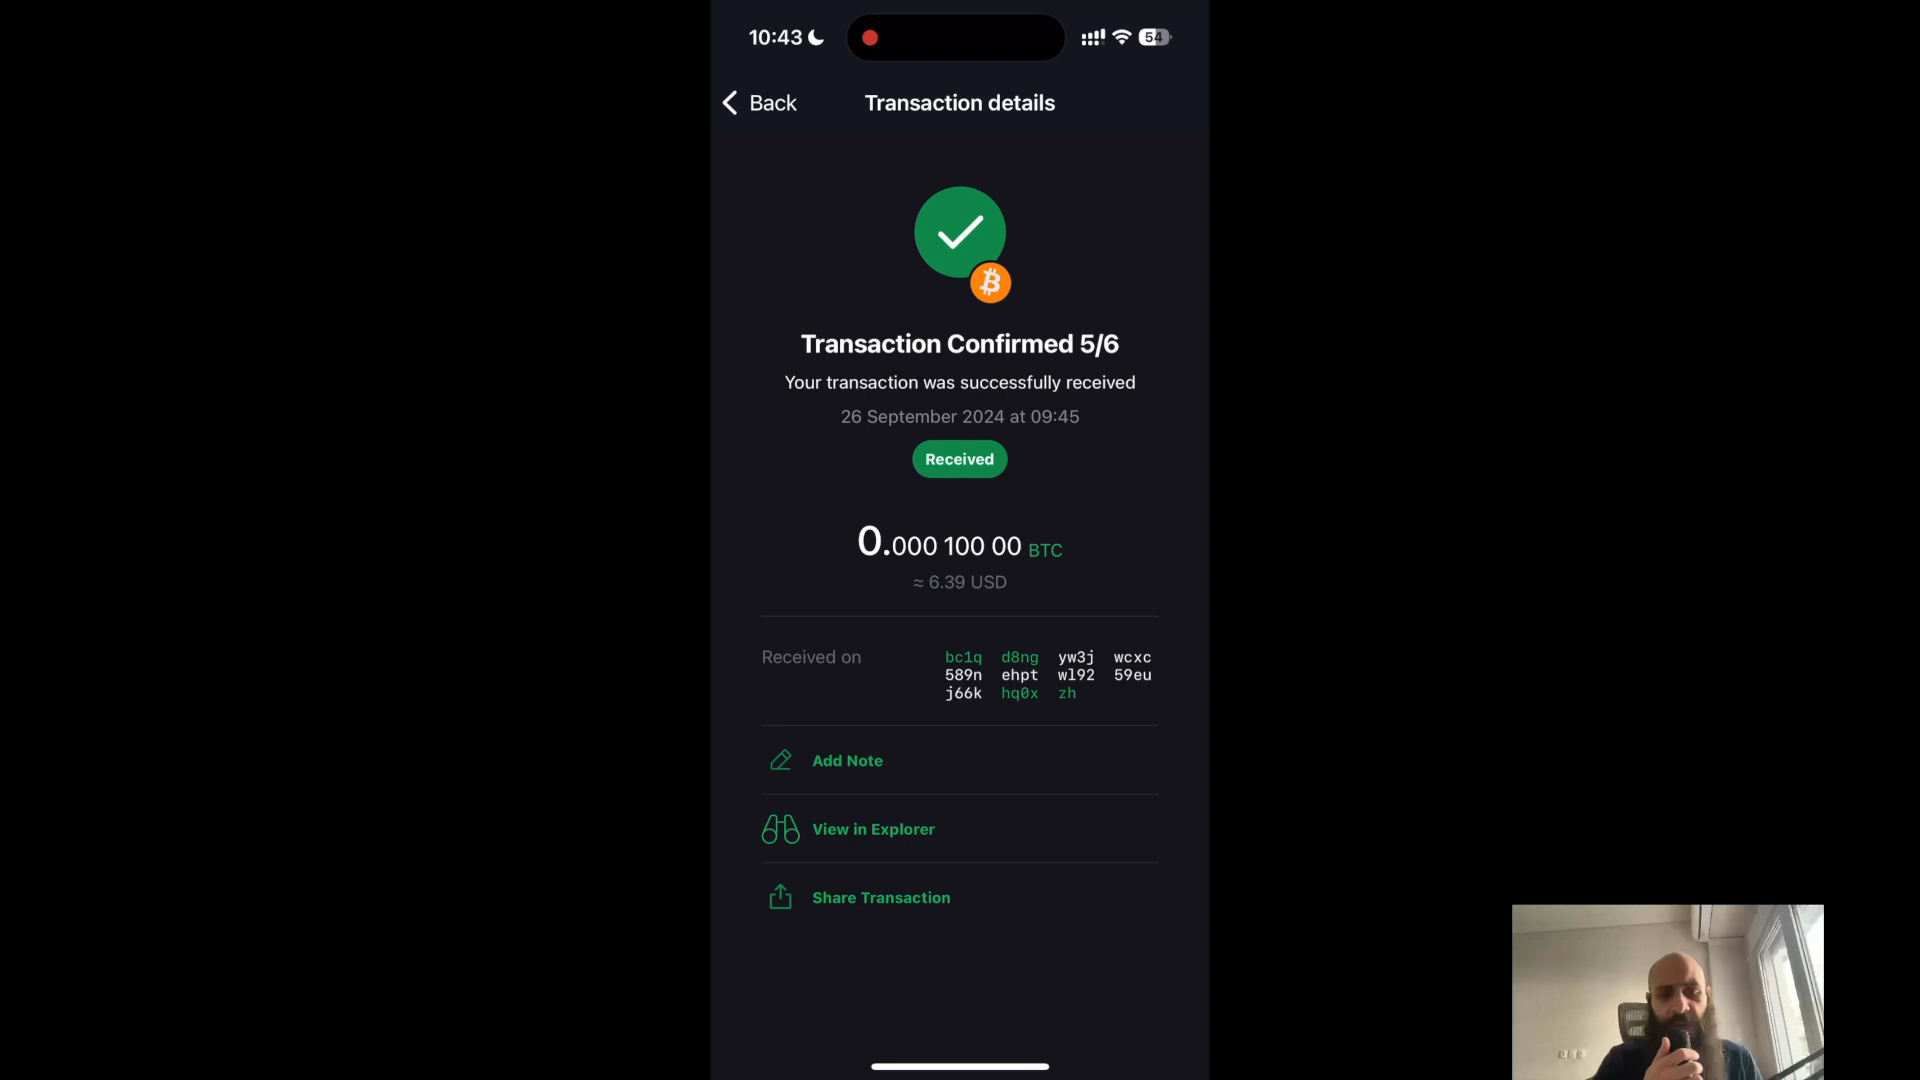 10:43
54
Back
Transaction details
Transaction Confirmed 5/6
Your transaction was successfully received
26 September 2024 at 09:45
Received
0.000 100 00 BTC
≈ 6.39 USD
Received on
bc1q d8ng yw3j wcxc
589n ehpt wl92 59eu
j66k hq0x zh
Add Note
View in Explorer
Share Transaction